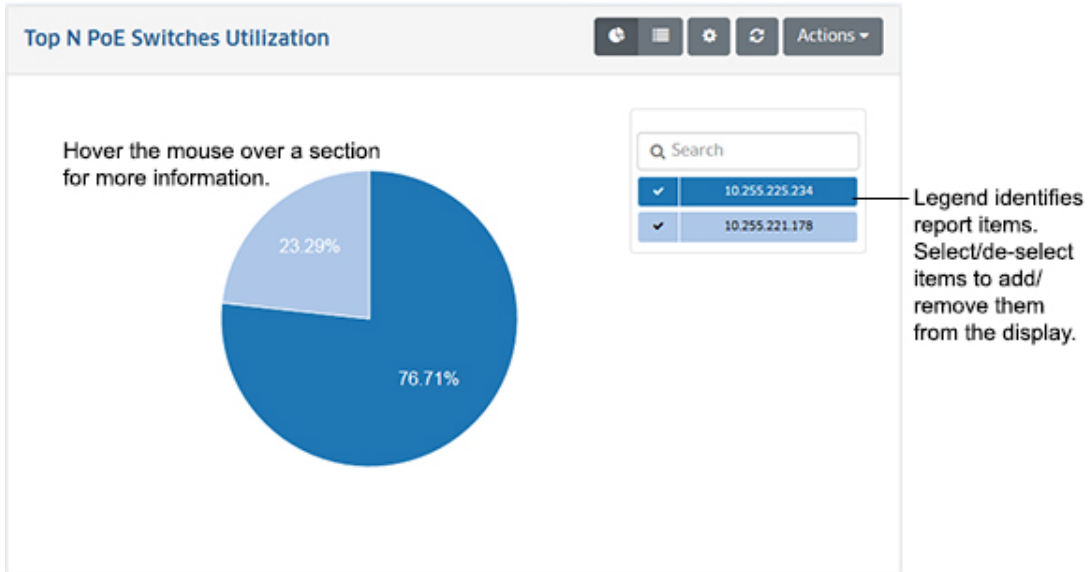 Top N PoE Switches Utilization
Actions
Hover the mouse over a section
for more information.
Search
10.255.225.234
10.255.221.178
23.29%
76.71%
Legend identifies
report items.
Select/de-select
items to add/
remove them
from the display.